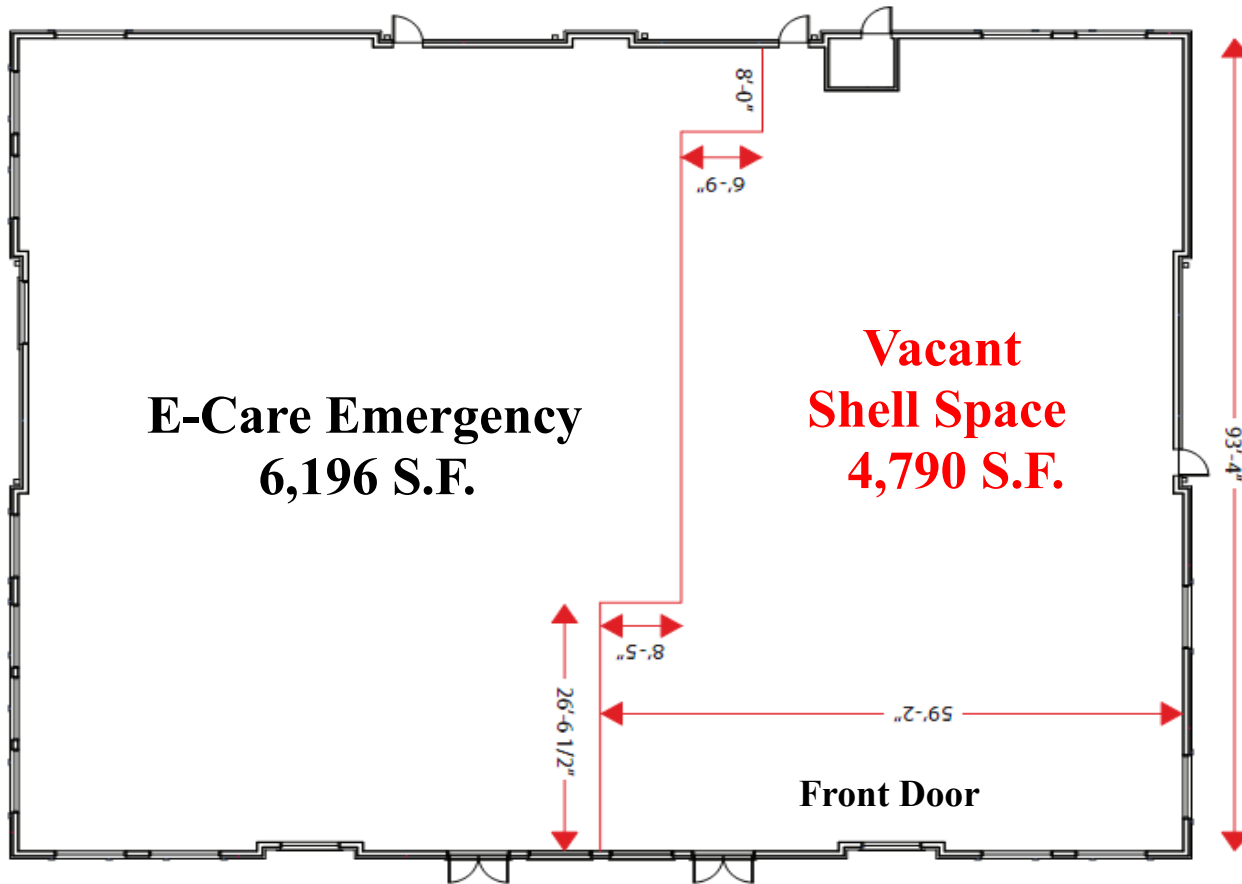 8'-0"
6'-9"
Vacant
Shell Space
4,790 S.F.
E-Care Emergency
6,196 S.F.
93'-4"
8'-5"
26'-6 1/2"
59'-2"
Front Door